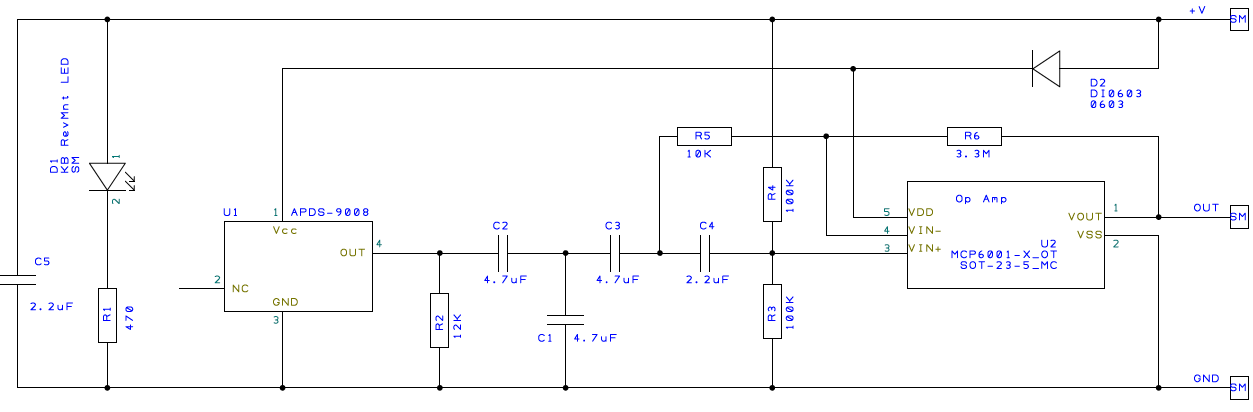 +V
SM
D1
KB RevMnt LED
SM
1
2
D2
DI0603
0603
R5
10K
R6
3.3M
R4
100K
U1
1
APDS-9008
Vcc
OUT
4
2
NC
GND
3
C2
4.7uF
C3
4.7uF
C4
2.2uF
Op Amp
5
VDD
VOUT
1
OUT
SM
4
VIN-
VSS
2
3
VIN+
U2
MCP6001-X_OT
SOT-23-5_MC
C5
2.2uF
R1
470
R2
12K
C1
4.7uF
R3
100K
GND
SM